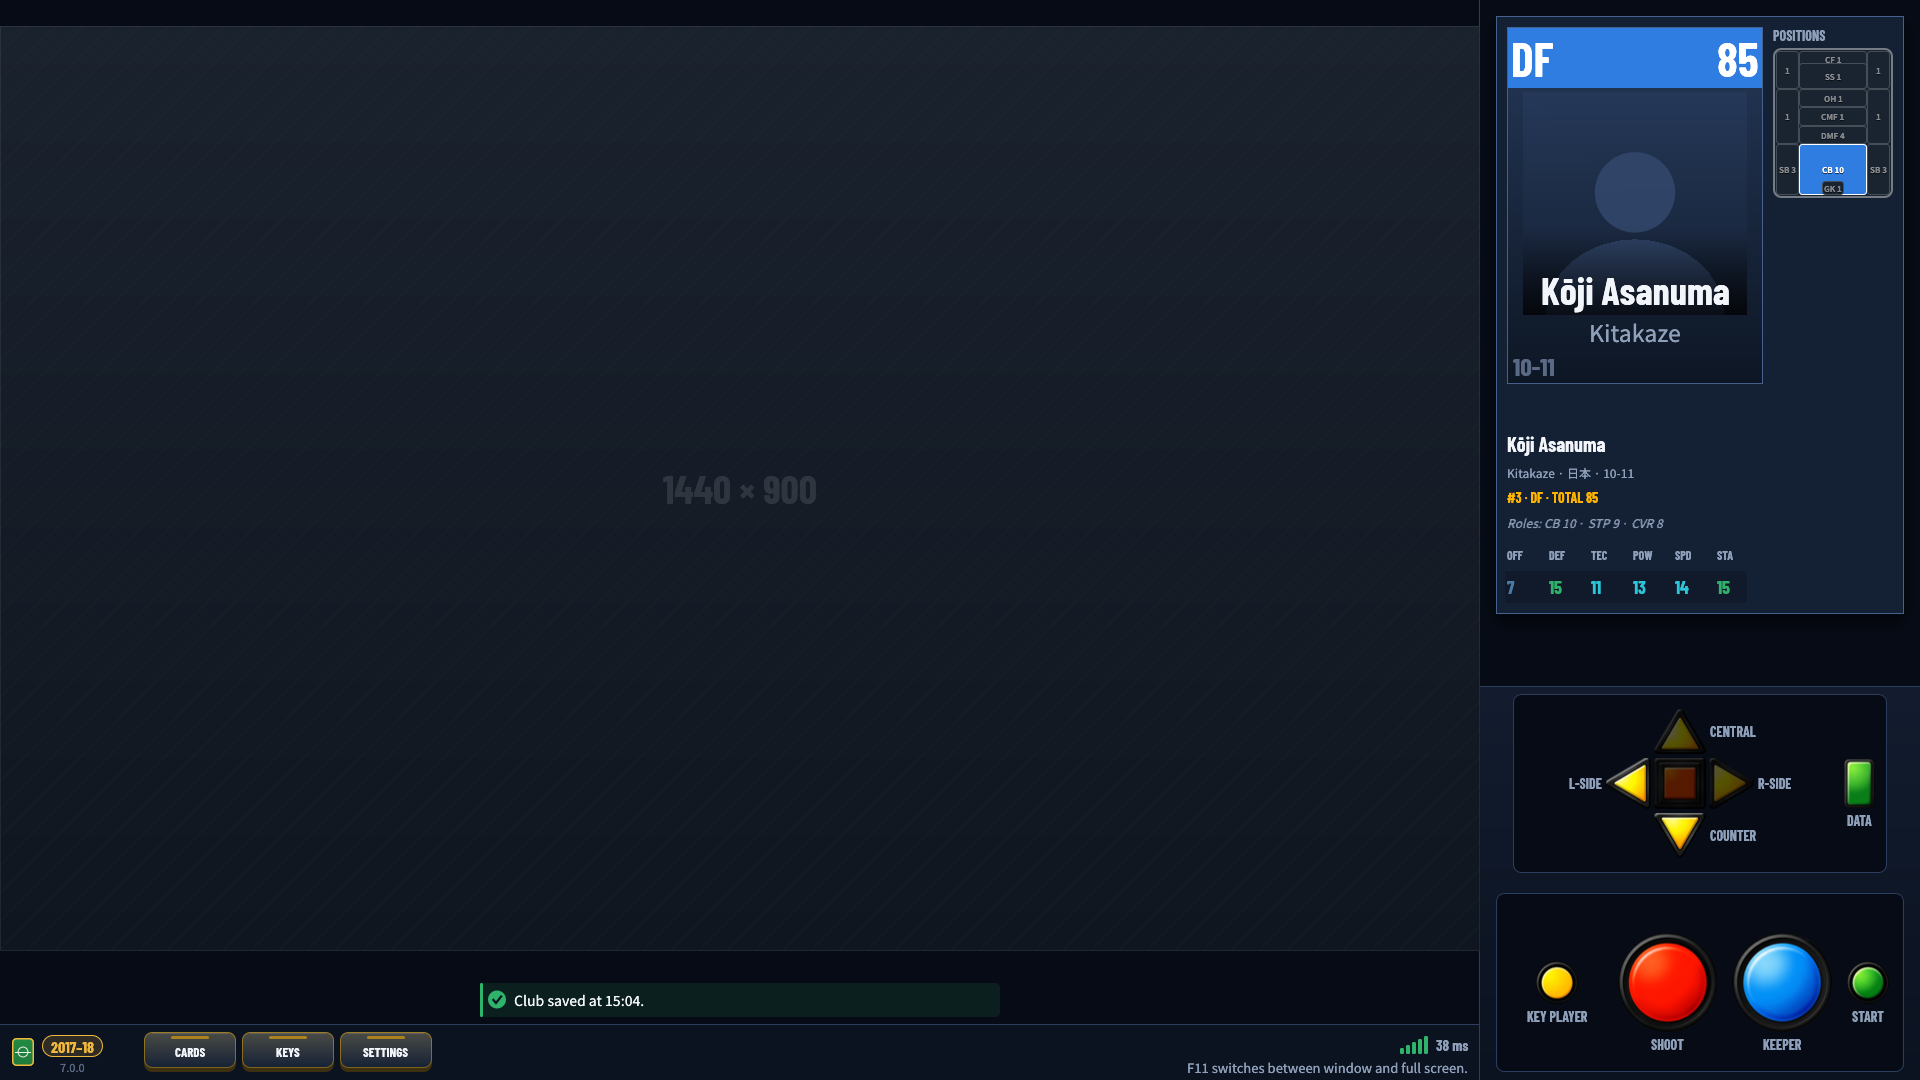 1440 × 900
Club saved at 15:04.
2017-18
7.0.0
CARDS
KEYS
SETTINGS
38 ms
F11 switches between window and full screen.
DF 85
Kōji Asanuma
Kitakaze
10-11
POSITIONS
CF 1
1 SS 1 1
OH 1
1 CMF 1 1
DMF 4
SB 3 CB 10 SB 3
GK 1
Kōji Asanuma
Kitakaze · 日本 · 10-11
#3 · DF · TOTAL 85
Roles: CB 10 · STP 9 · CVR 8
OFF DEF TEC POW SPD STA
7 15 11 13 14 15
CENTRAL
L-SIDE
R-SIDE
COUNTER
DATA
KEY PLAYER
SHOOT
KEEPER
START